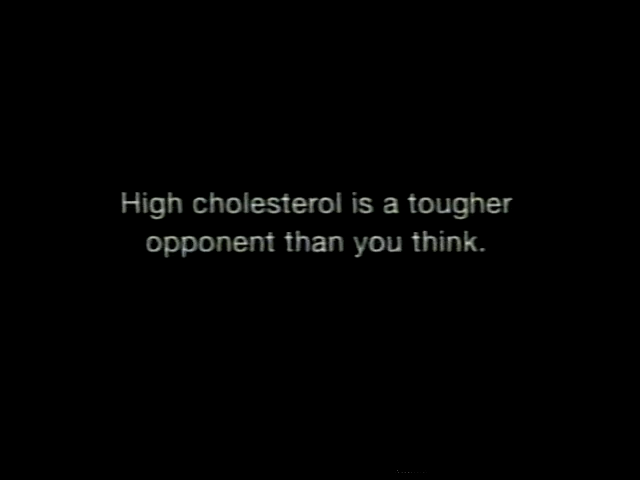 High cholesterol is a tougher
opponent than you think.